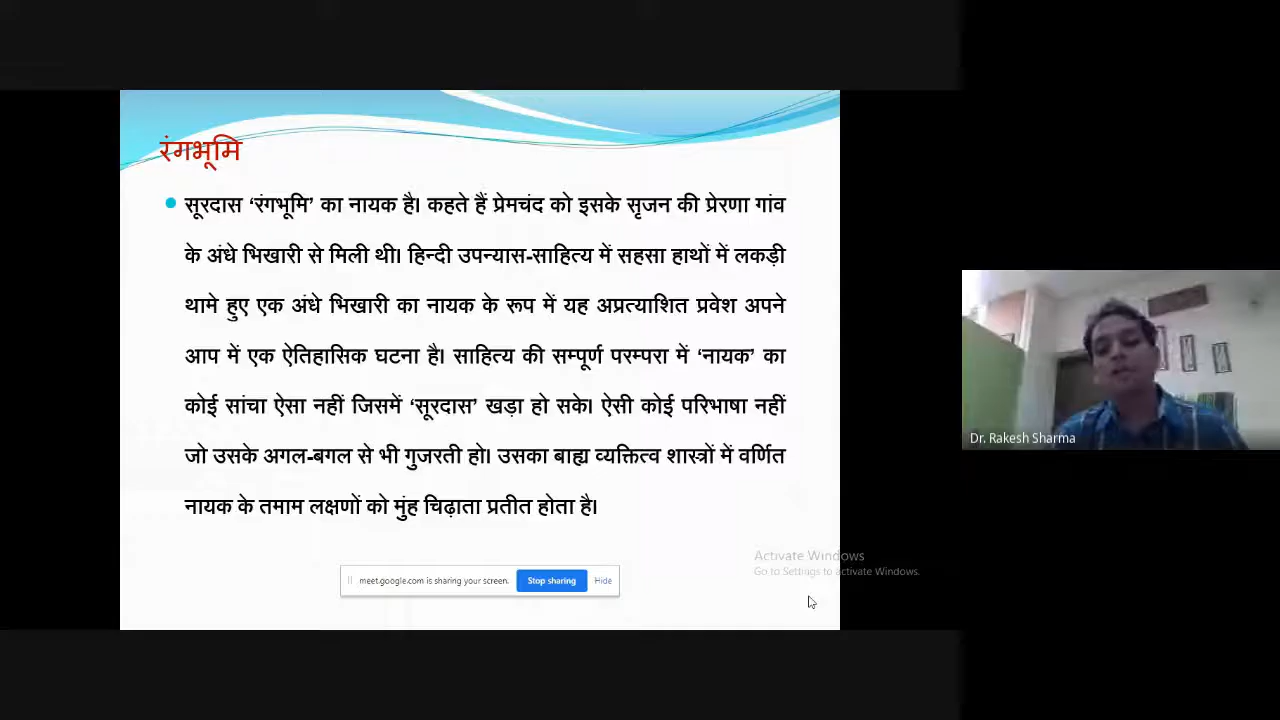 रंगभूमि
सूरदास ‘रंगभूमि’ का नायक है। कहते हैं प्रेमचंद को इसके सृजन की प्रेरणा गांव
के अंधे भिखारी से मिली थी। हिन्दी उपन्यास-साहित्य में सहसा हाथों में लकड़ी
थामे हुए एक अंधे भिखारी का नायक के रूप में यह अप्रत्याशित प्रवेश अपने
आप में एक ऐतिहासिक घटना है। साहित्य की सम्पूर्ण परम्परा में ‘नायक’ का
कोई सांचा ऐसा नहीं जिसमें ‘सूरदास’ खड़ा हो सके। ऐसी कोई परिभाषा नहीं
जो उसके अगल-बगल से भी गुजरती हो। उसका बाह्य व्यक्तित्व शास्त्रों में वर्णित
नायक के तमाम लक्षणों को मुंह चिढ़ाता प्रतीत होता है।
Dr. Rakesh Sharma
Activate Windows
Go to Settings to activate Windows.
meet.google.com is sharing your screen. Stop sharing Hide